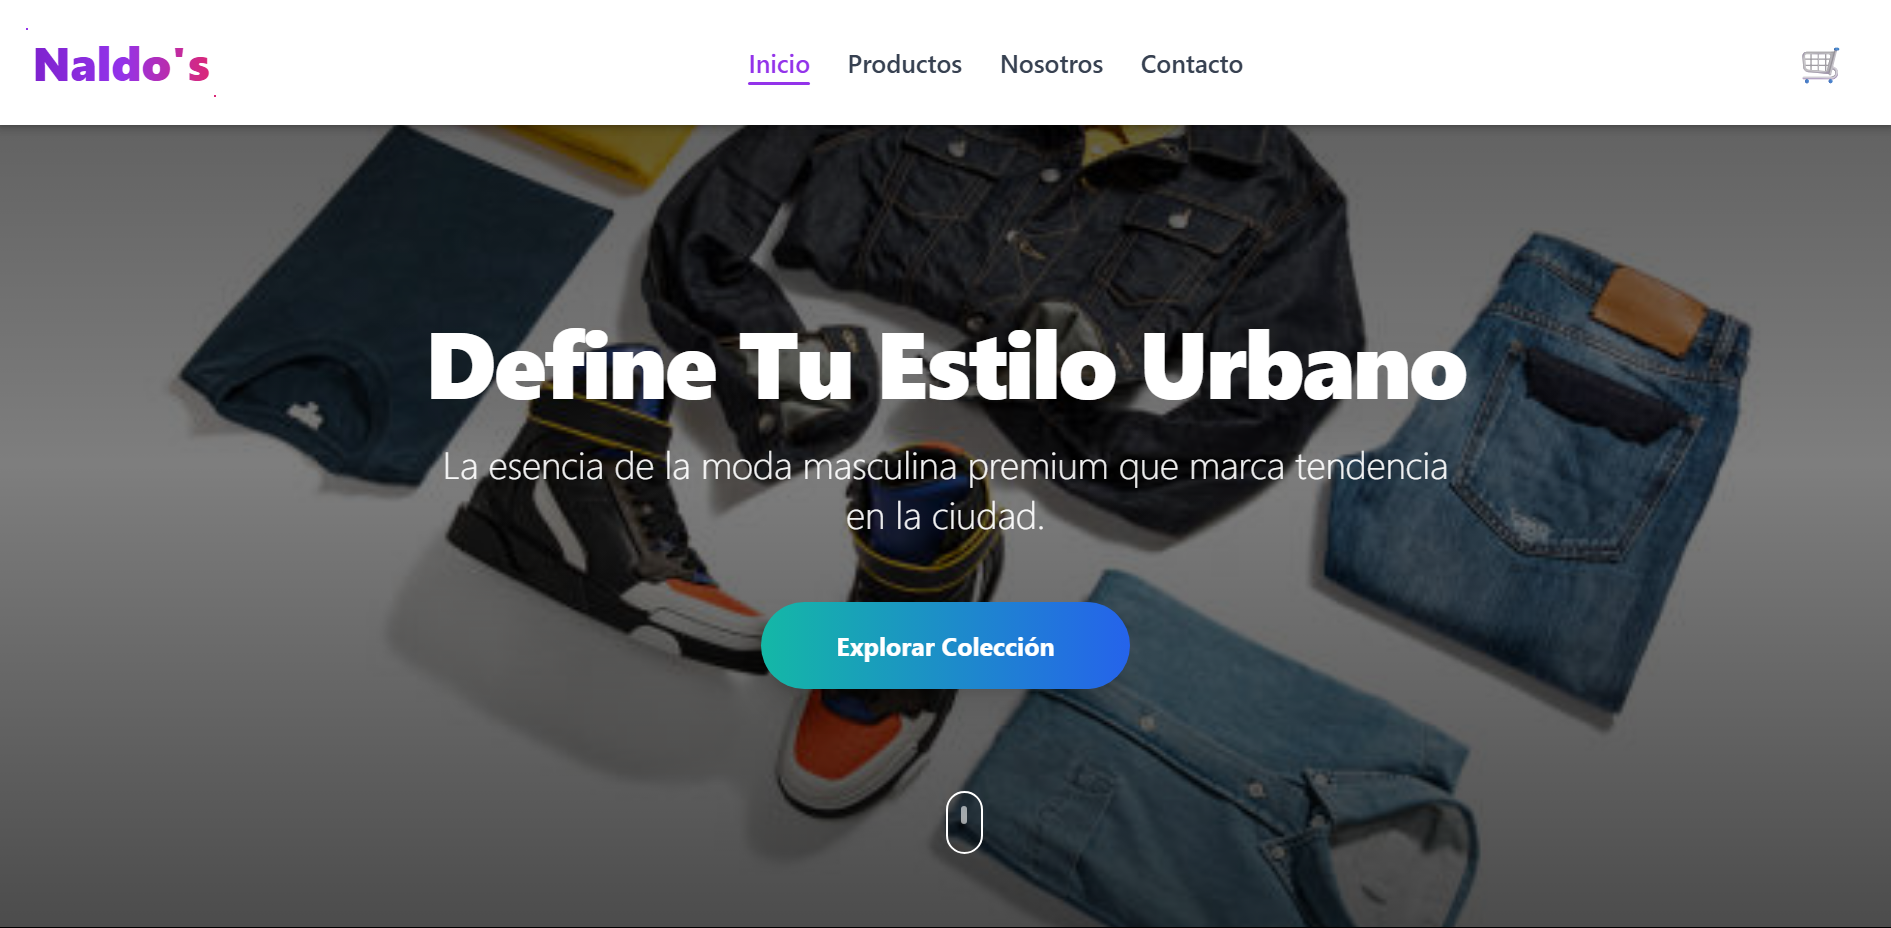 Naldo's
Inicio Productos Nosotros Contacto
Define Tu Estilo Urbano
La esencia de la moda masculina premium que marca tendencia
en la ciudad.
Explorar Colección